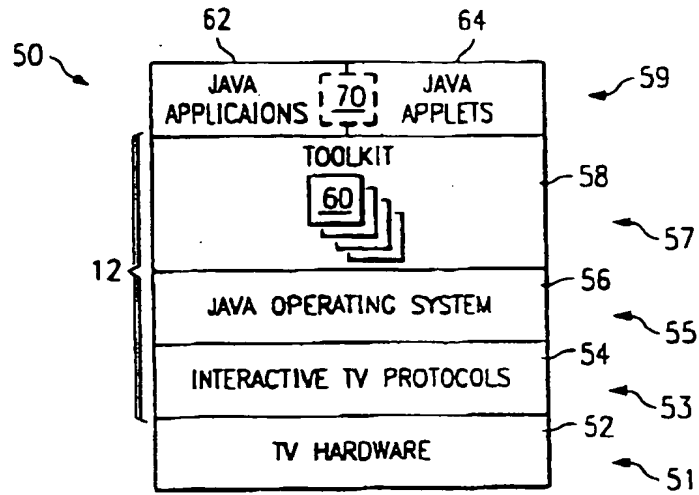 62 64
50
JAVA APPLICAIONS
70
JAVA APPLETS
59
TOOLKIT
60
58
57
12
56
JAVA OPERATING SYSTEM
55
54
INTERACTIVE TV PROTOCOLS
53
52
TV HARDWARE
51